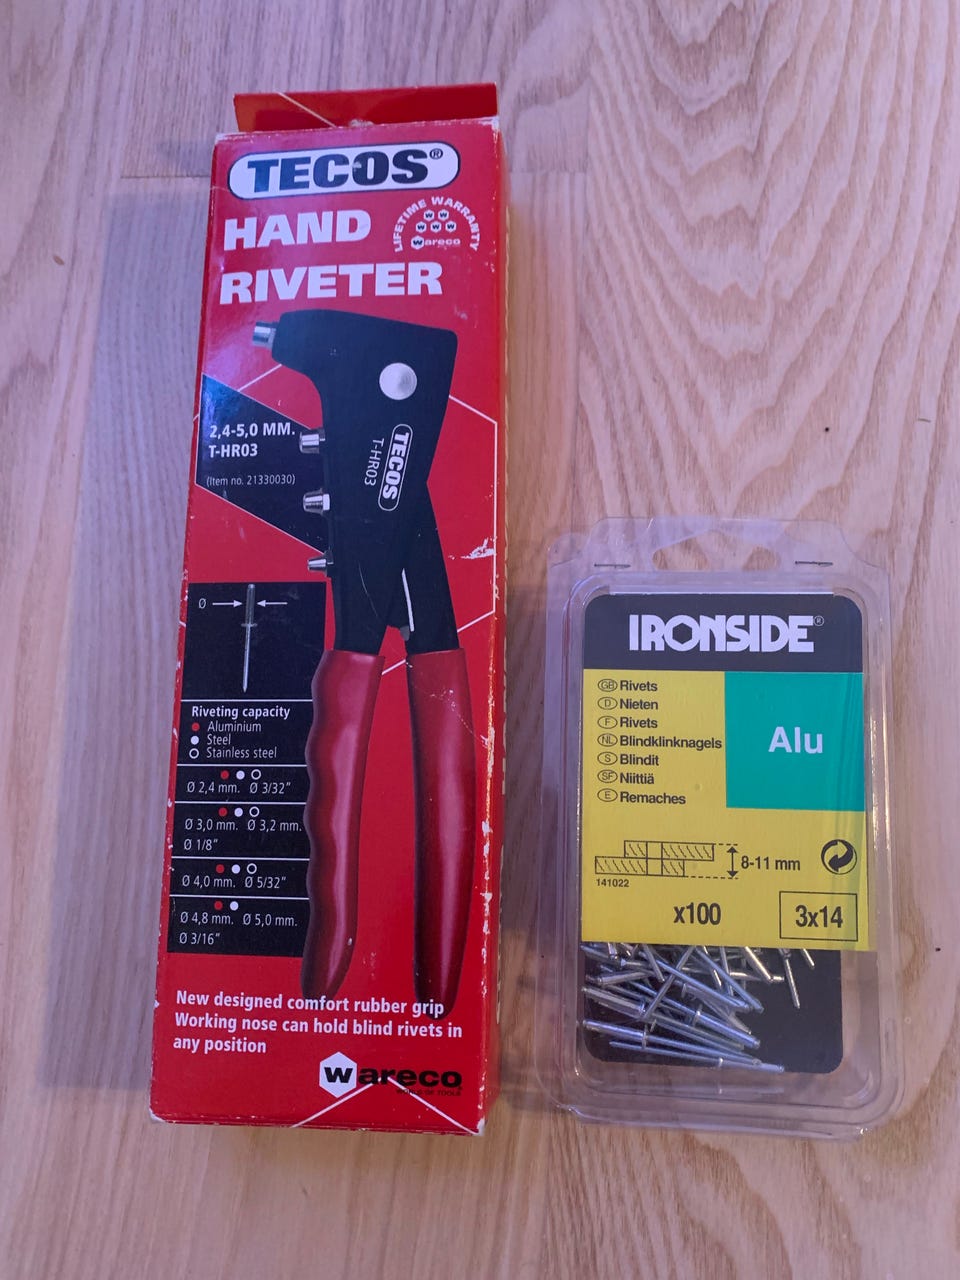 TECOS®
HAND
RIVETER
LIFETIME WARRANTY
w w
w w w
wareco
2,4-5,0 MM.
T-HR03
(Item no. 21330030)
TECOS
T-HR03
Ø
Riveting capacity
Aluminium
Steel
Stainless steel
Ø 2,4 mm. Ø 3/32"
Ø 3,0 mm. Ø 3,2 mm.
Ø 1/8"
Ø 4,0 mm. Ø 5/32"
Ø 4,8 mm. Ø 5,0 mm.
Ø 3/16"
New designed comfort rubber grip
Working nose can hold blind rivets in
any position
wareco
WORLD OF TOOLS
IRONSIDE®
GB Rivets
D Nieten
F Rivets
NL Blindklinknagels
S Blindit
SF Niittiä
E Remaches
Alu
8-11 mm
141022
x100
3x14